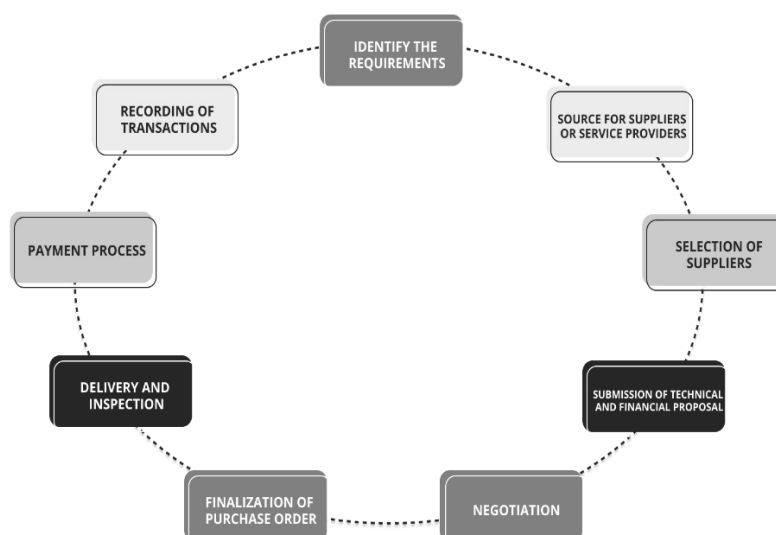 IDENTIFY THE
REQUIREMENTS
SOURCE FOR SUPPLIERS
OR SERVICE PROVIDERS
SELECTION OF
SUPPLIERS
SUBMISSION OF TECHNICAL
AND FINANCIAL PROPOSAL
NEGOTIATION
FINALIZATION OF
PURCHASE ORDER
DELIVERY AND
INSPECTION
PAYMENT PROCESS
RECORDING OF
TRANSACTIONS